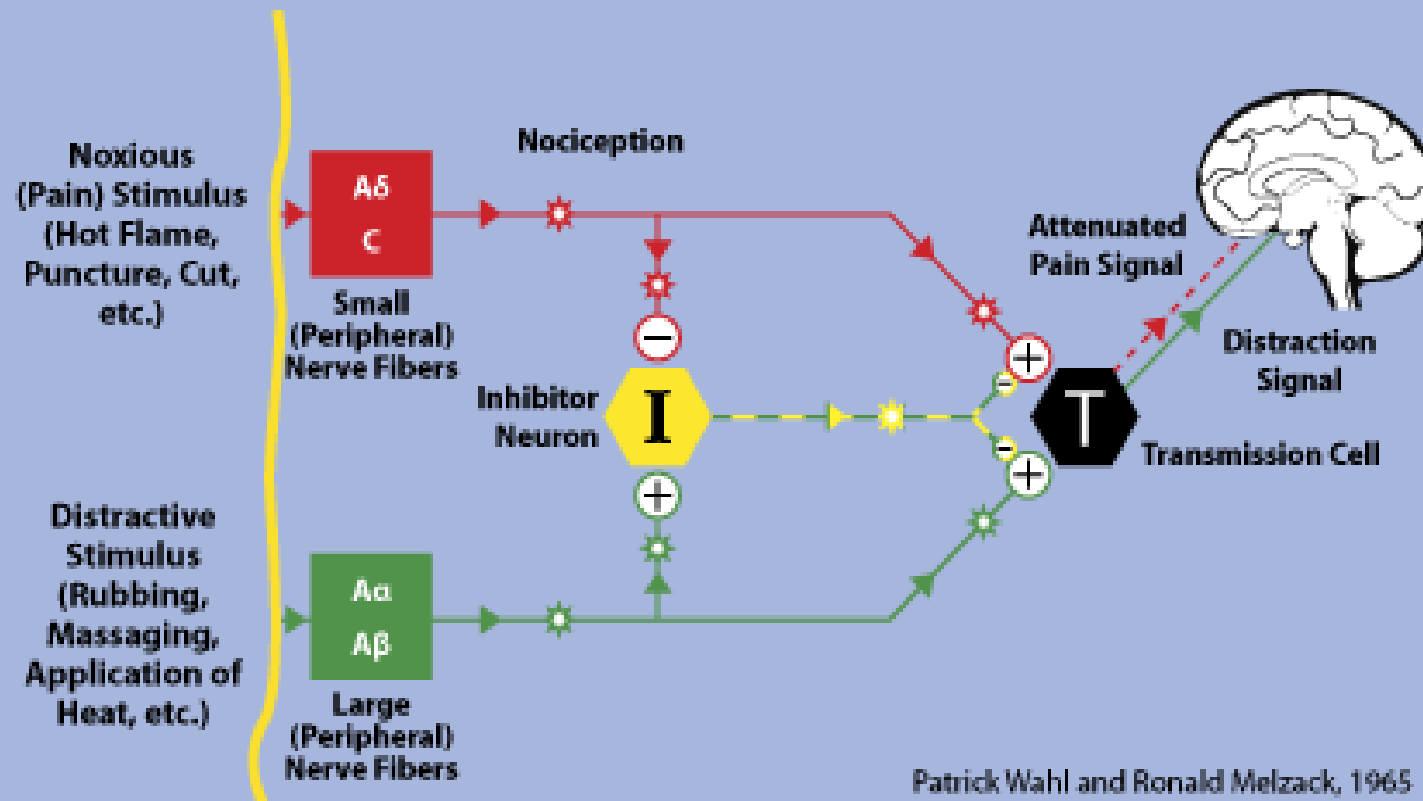 Noxious
(Pain) Stimulus
(Hot Flame,
Puncture, Cut,
etc.)
Aδ
C
Small
(Peripheral)
Nerve Fibers
Nociception
Inhibitor
Neuron
−
I
+
Attenuated
Pain Signal
Distraction
Signal
+
−
T
−
+
Transmission Cell
Distractive
Stimulus
(Rubbing,
Massaging,
Application of
Heat, etc.)
Aα
Aβ
Large
(Peripheral)
Nerve Fibers
Patrick Wahl and Ronald Melzack, 1965